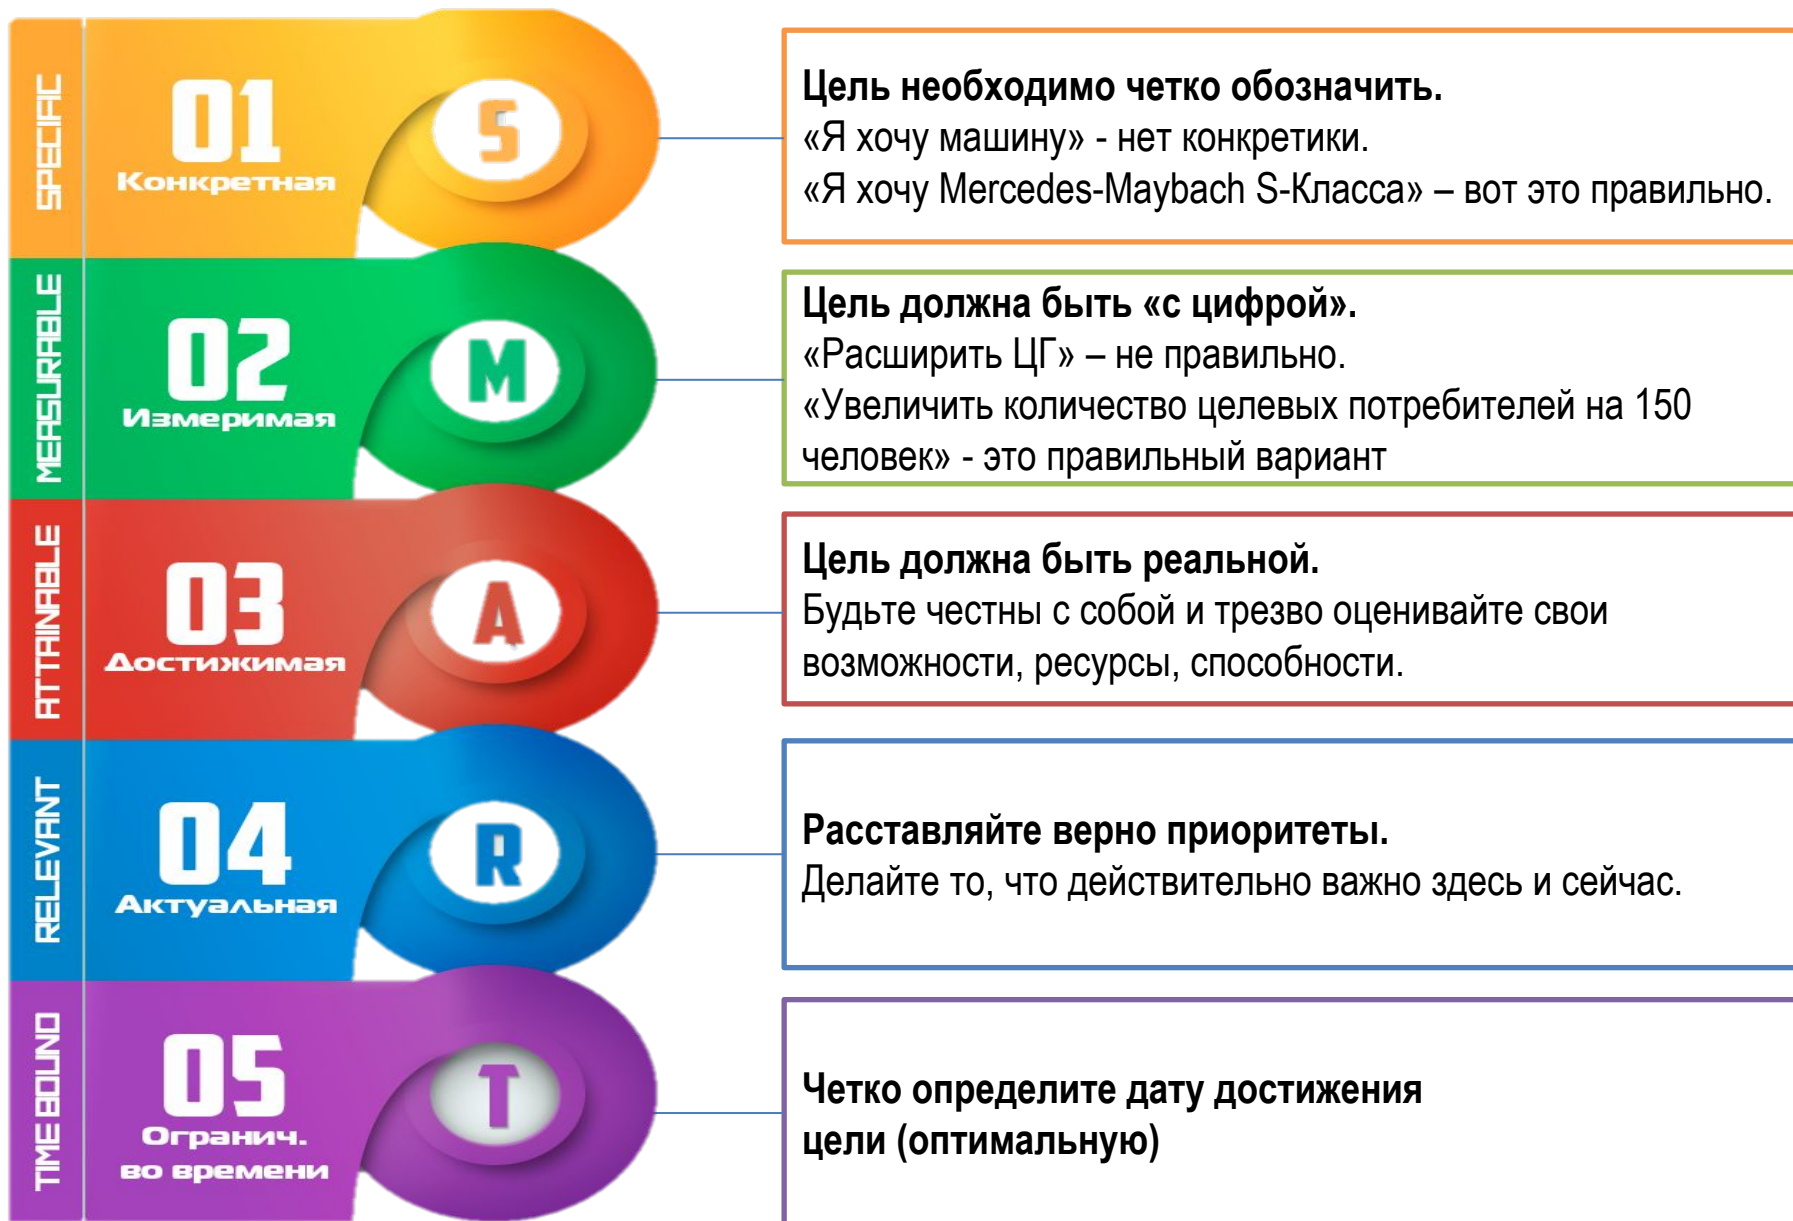 SPECIFIC
01
Конкретная
S
Цель необходимо четко обозначить.
«Я хочу машину» - нет конкретики.
«Я хочу Mercedes-Maybach S-Класса» – вот это правильно.
MEASURABLE
02
Измеримая
M
Цель должна быть «с цифрой».
«Расширить ЦГ» – не правильно.
«Увеличить количество целевых потребителей на 150
человек» - это правильный вариант
ATTAINABLE
03
Достижимая
A
Цель должна быть реальной.
Будьте честны с собой и трезво оценивайте свои
возможности, ресурсы, способности.
RELEVANT
04
Актуальная
R
Расставляйте верно приоритеты.
Делайте то, что действительно важно здесь и сейчас.
TIME BOUND
05
Огранич.
во времени
T
Четко определите дату достижения
цели (оптимальную)